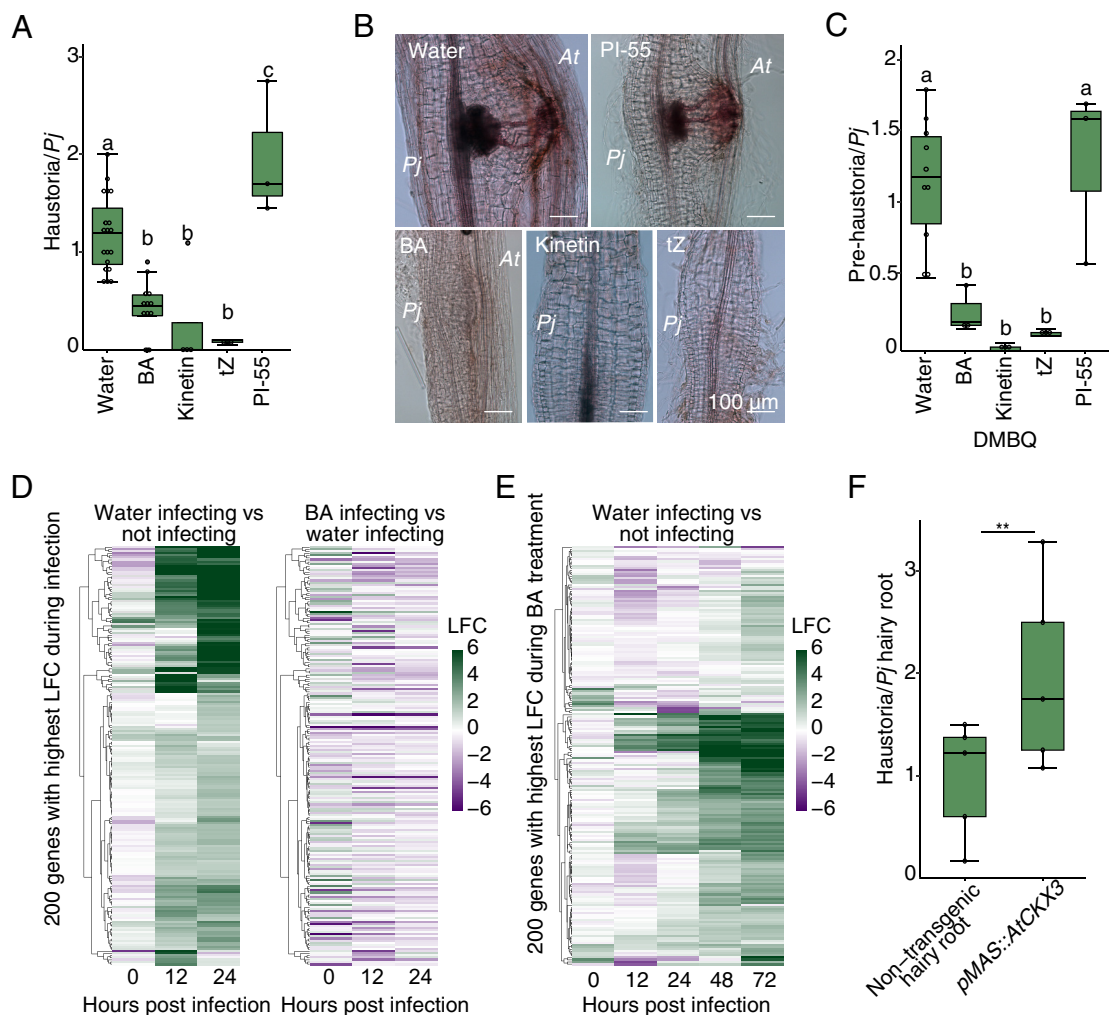 A
Haustoria/Pj
3
2
1
0
a
b
b
b
c
Water
BA
Kinetin
tZ
PI-55
B
Water
At
Pj
PI-55
At
Pj
BA
At
Pj
Kinetin
Pj
tZ
Pj
100 µm
C
Pre-haustoria/Pj
2
1.5
1
0.5
0
a
b
b
b
a
Water
BA
Kinetin
tZ
PI-55
DMBQ
D
200 genes with highest LFC during infection
Water infecting vs
not infecting
BA infecting vs
water infecting
LFC
6
4
2
0
−2
−4
−6
0 12 24
0 12 24
Hours post infection
Hours post infection
E
200 genes with highest LFC during BA treatment
Water infecting vs
not infecting
LFC
6
4
2
0
−2
−4
−6
0 12 24 48 72
Hours post infection
F
Haustoria/Pj hairy root
3
2
1
0
**
Non−transgenic
hairy root
pMAS::AtCKX3